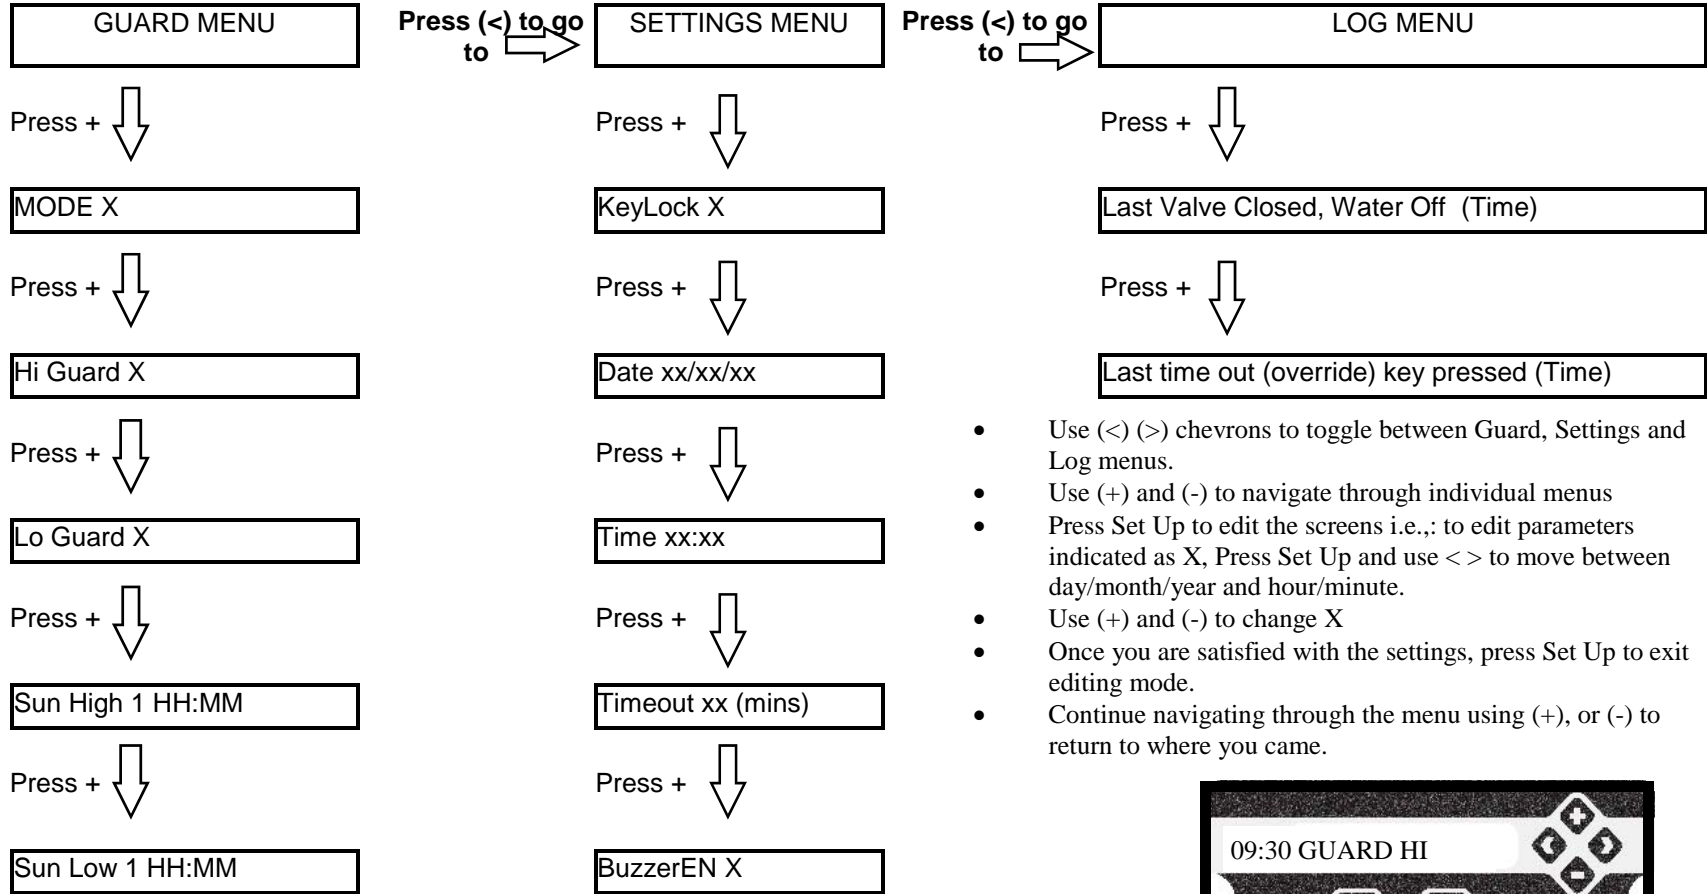 GUARD MENU
Press (<) to go
to
SETTINGS MENU
Press (<) to go
to
LOG MENU
Press +
Press +
Press +
MODE X
KeyLock X
Last Valve Closed, Water Off (Time)
Press +
Press +
Press +
Hi Guard X
Date xx/xx/xx
Last time out (override) key pressed (Time)
Press +
Press +
Lo Guard X
Time xx:xx
Press +
Press +
Sun High 1 HH:MM
Timeout xx (mins)
Press +
Press +
Sun Low 1 HH:MM
BuzzerEN X
• Use (<) (>) chevrons to toggle between Guard, Settings and
Log menus.
• Use (+) and (-) to navigate through individual menus
• Press Set Up to edit the screens i.e.,: to edit parameters
indicated as X, Press Set Up and use < > to move between
day/month/year and hour/minute.
• Use (+) and (-) to change X
• Once you are satisfied with the settings, press Set Up to exit
editing mode.
• Continue navigating through the menu using (+), or (-) to
return to where you came.
09:30 GUARD HI